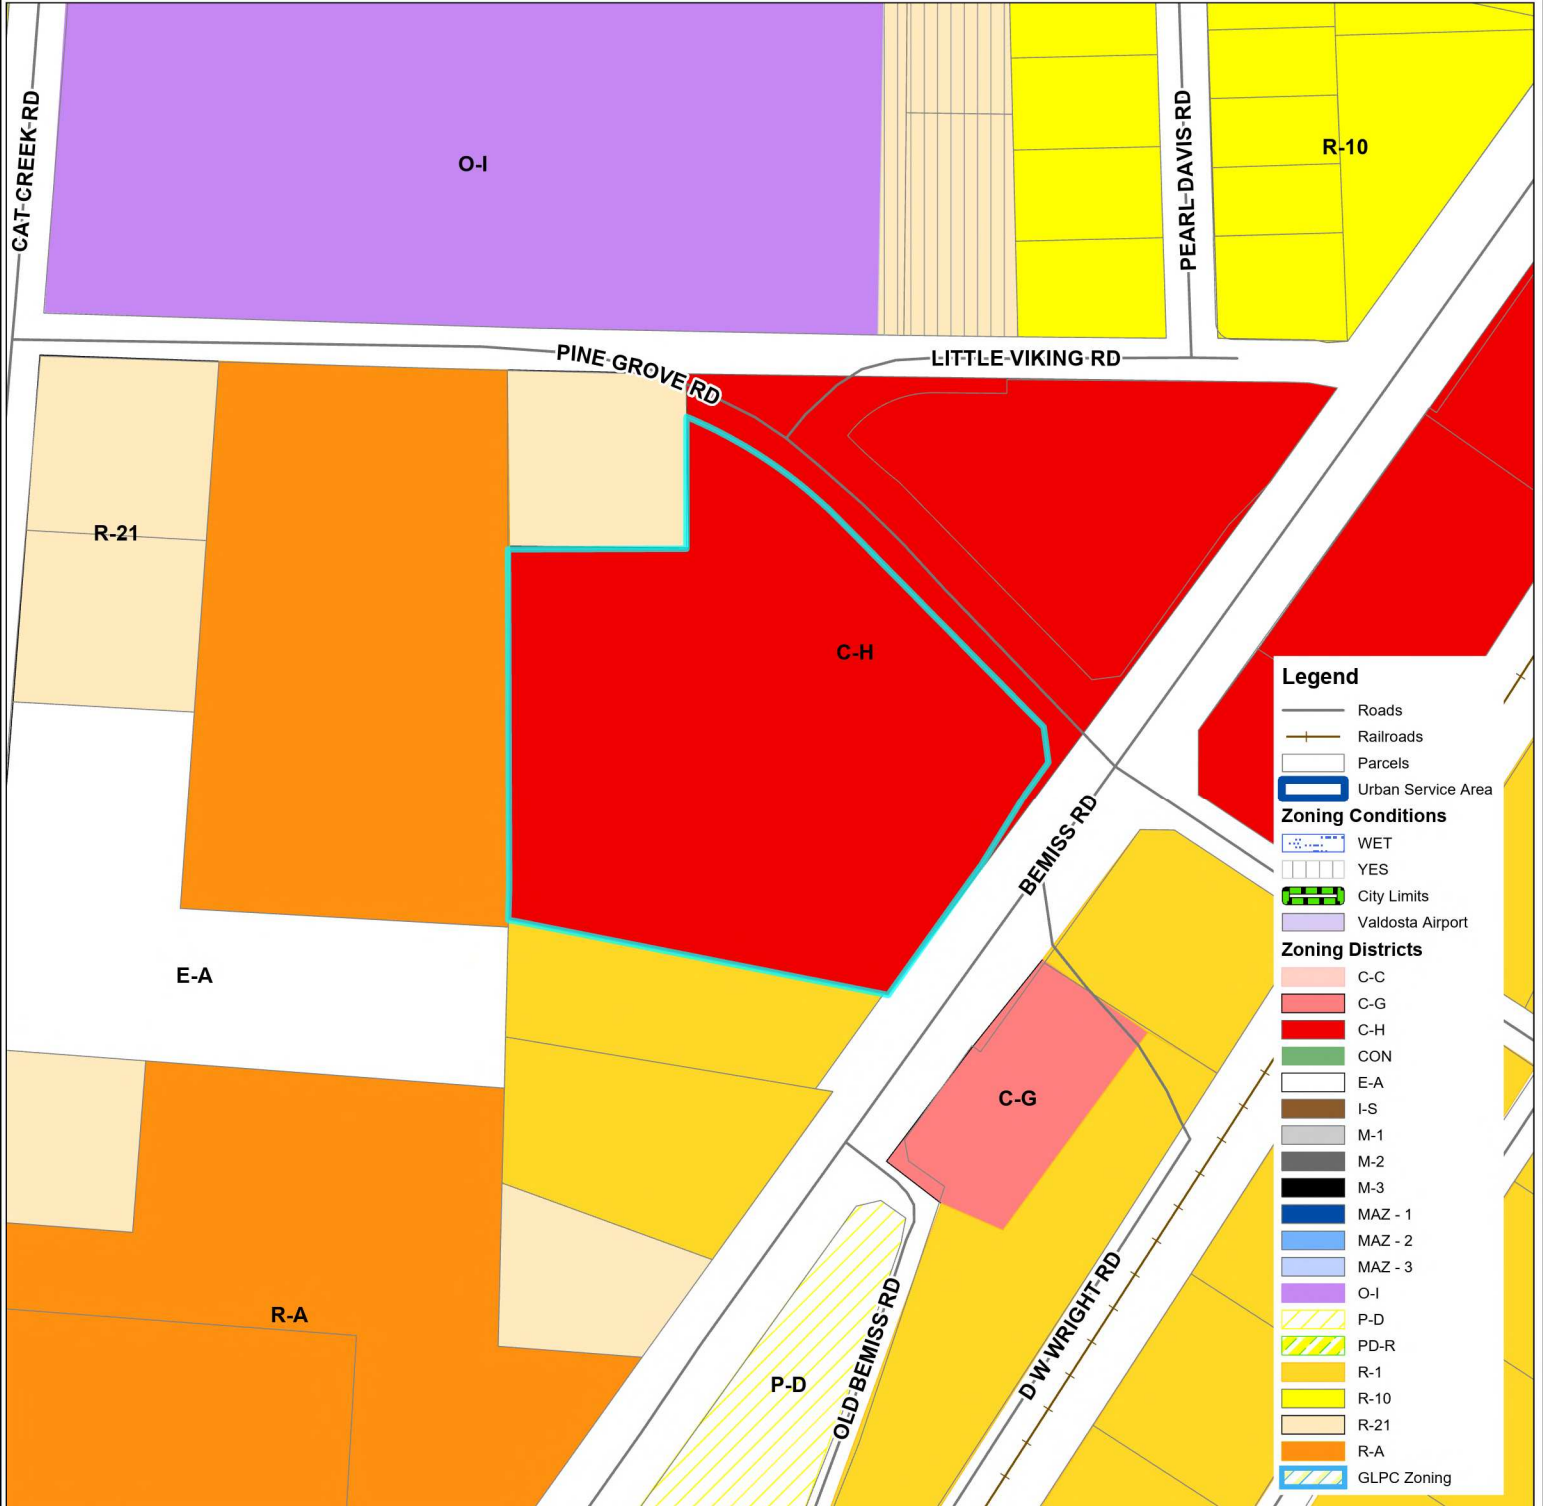 CAT CREEK RD
O-I
PEARL DAVIS RD
R-10
PINE GROVE RD
LITTLE VIKING RD
R-21
C-H
BEMISS RD
E-A
C-G
R-A
P-D
OLD BEMISS RD
D W WRIGHT RD
Legend
Roads
Railroads
Parcels
Urban Service Area
Zoning Conditions
WET
YES
City Limits
Valdosta Airport
Zoning Districts
C-C
C-G
C-H
CON
E-A
I-S
M-1
M-2
M-3
MAZ - 1
MAZ - 2
MAZ - 3
O-I
P-D
PD-R
R-1
R-10
R-21
R-A
GLPC Zoning